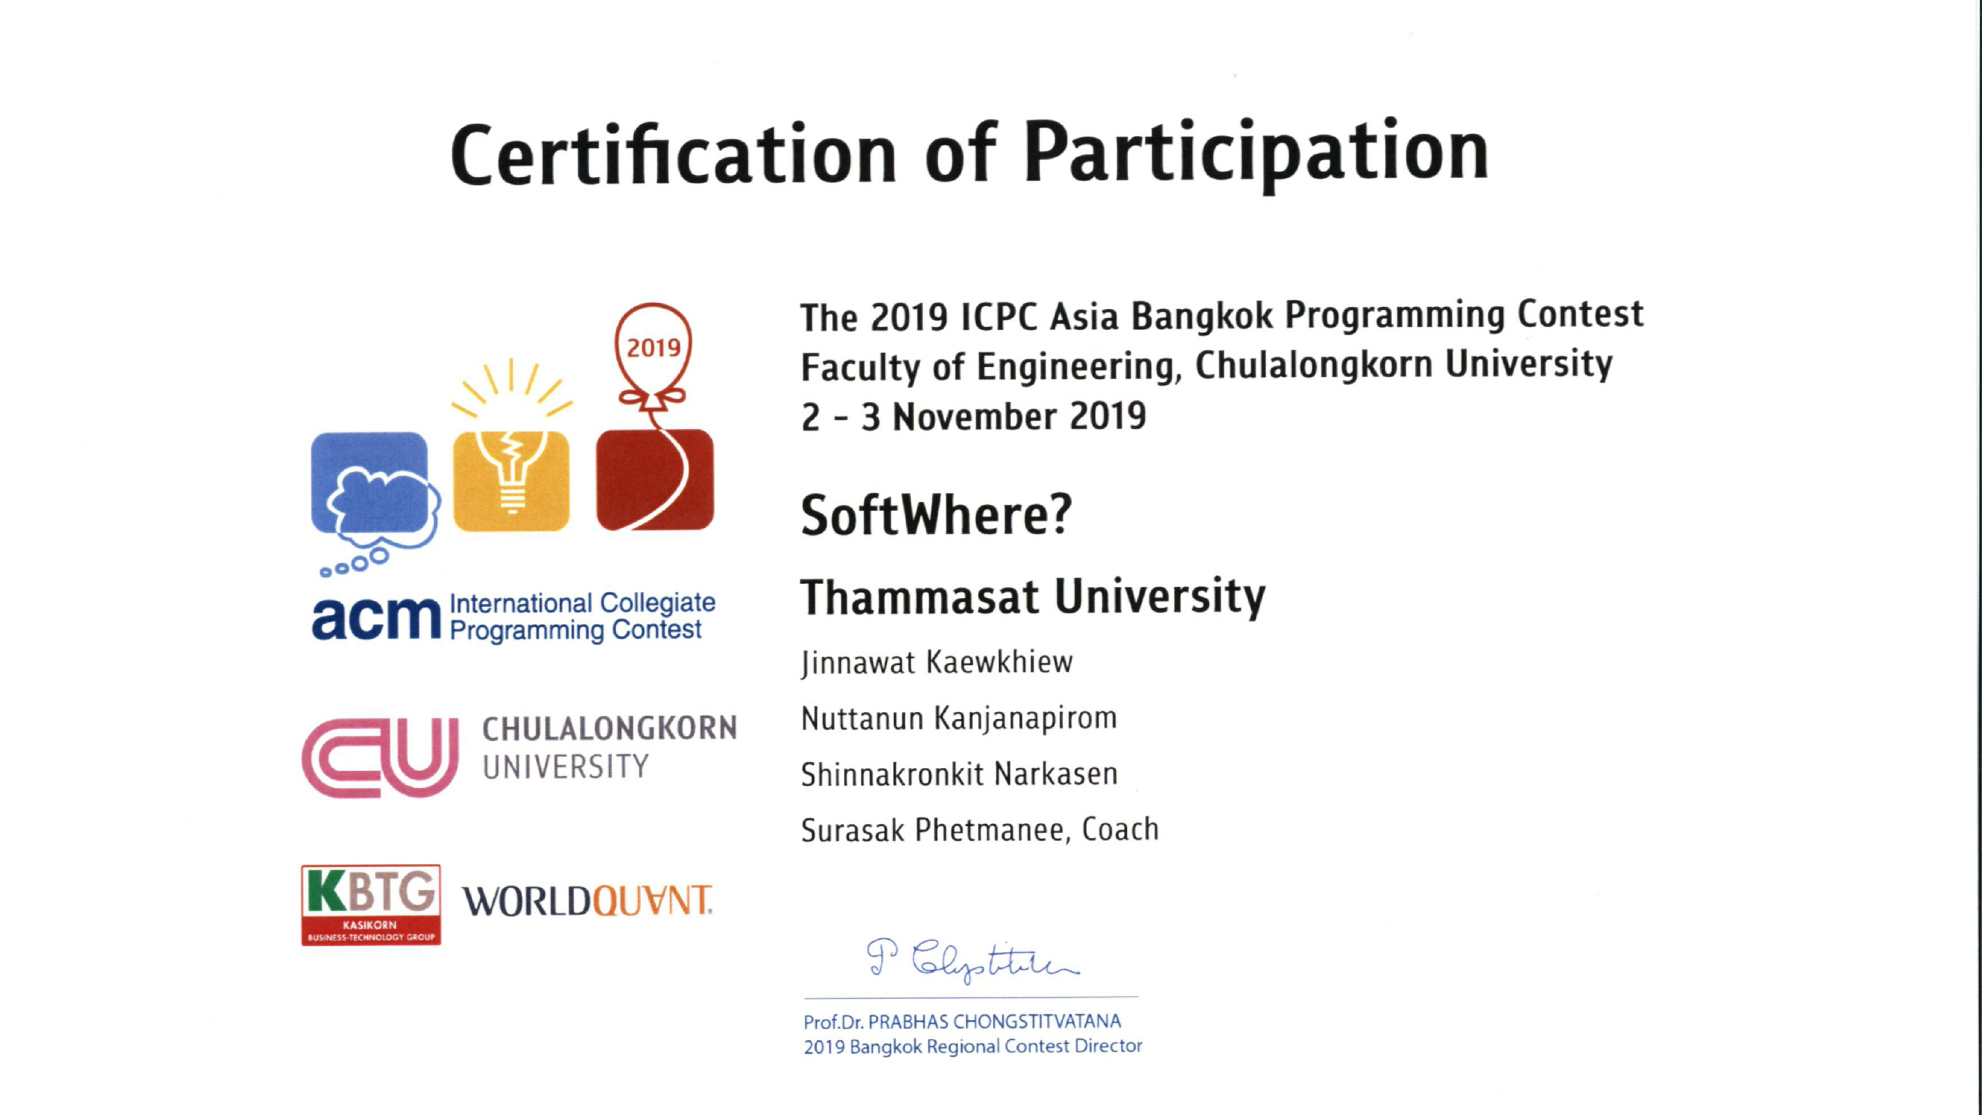 Certification of Participation
2019
The 2019 ICPC Asia Bangkok Programming Contest
Faculty of Engineering, Chulalongkorn University
2 - 3 November 2019
SoftWhere?
Thammasat University
Jinnawat Kaewkhiew
Nuttanun Kanjanapirom
Shinnakronkit Narkasen
Surasak Phetmanee, Coach
acm International Collegiate
Programming Contest
CU CHULALONGKORN
UNIVERSITY
KBTG
KASIKORN
BUSINESS-TECHNOLOGY GROUP
WORLDQUANT
Prof.Dr. PRABHAS CHONGSTITVATANA
2019 Bangkok Regional Contest Director